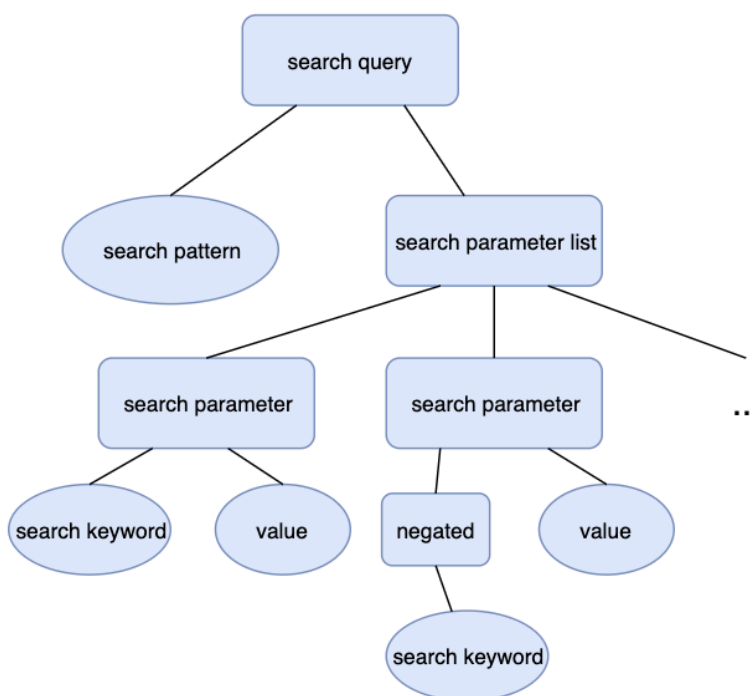 search query
search pattern
search parameter list
search parameter
search parameter
..
search keyword
value
negated
value
search keyword